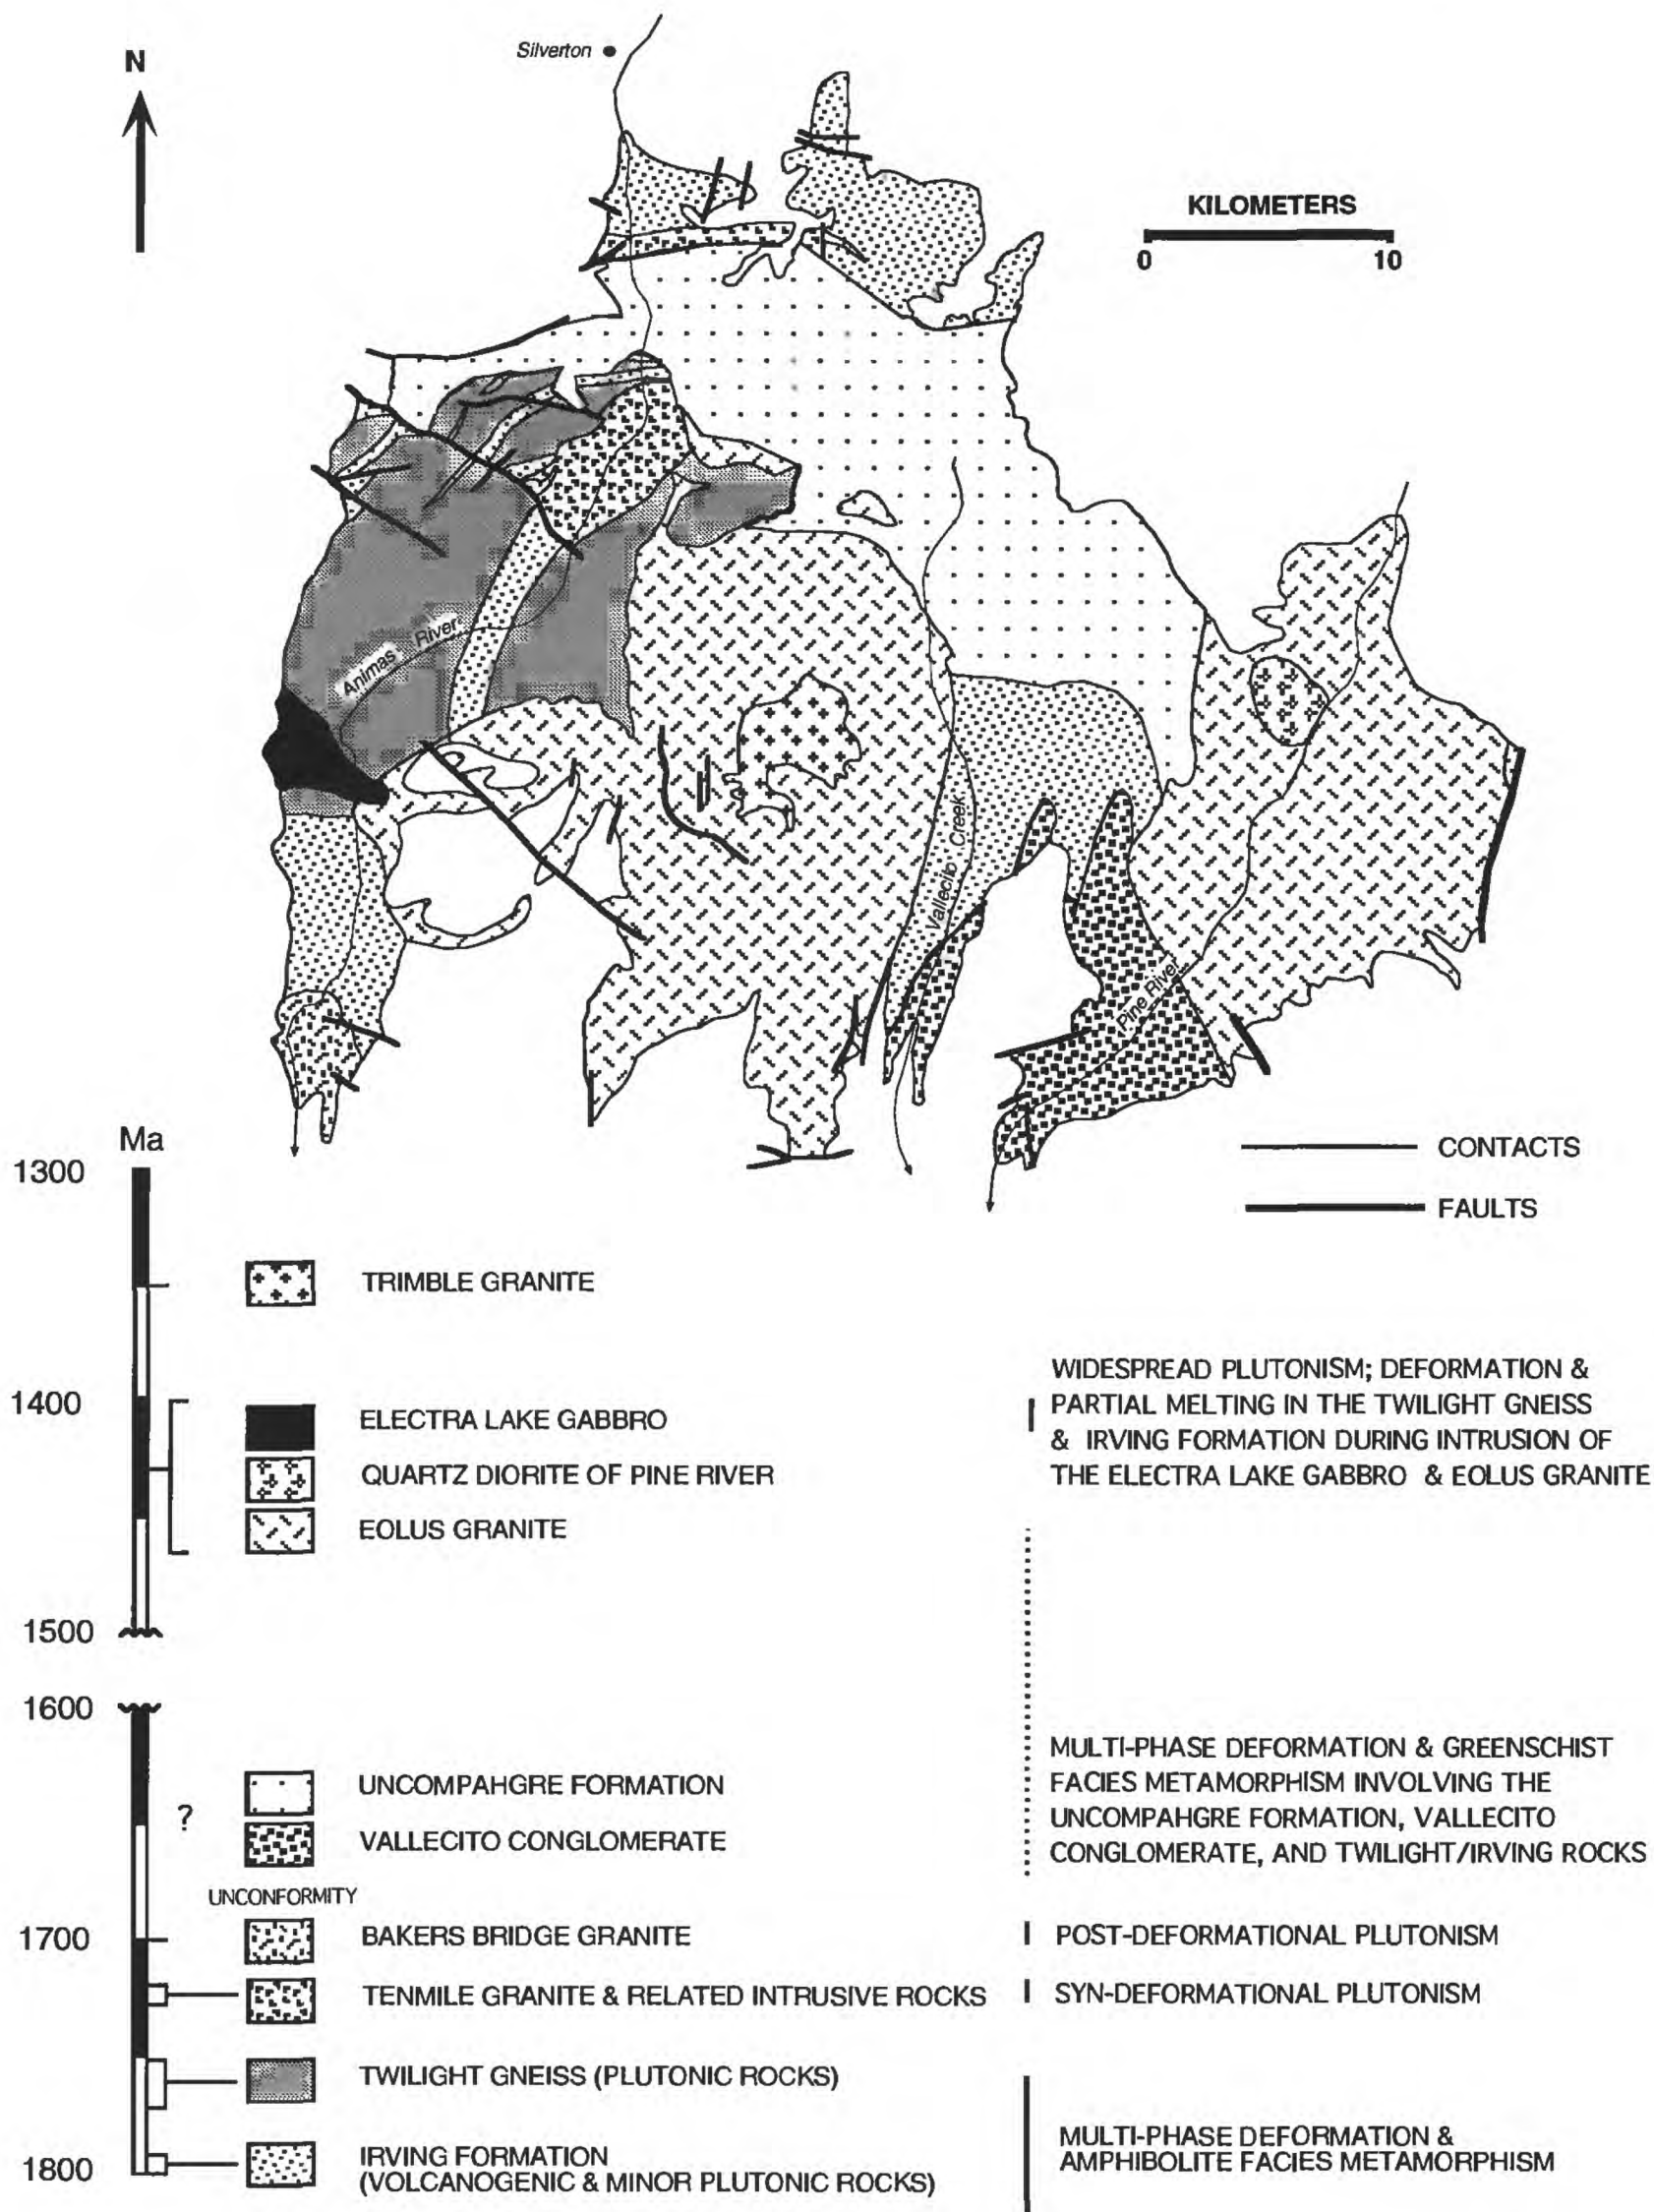 Silverton
N
KILOMETERS
0 10
Animas River
Vallecito Creek
Pine River
CONTACTS
FAULTS
Ma
1300
1400
1500
1600
1700
1800
TRIMBLE GRANITE
ELECTRA LAKE GABBRO
QUARTZ DIORITE OF PINE RIVER
EOLUS GRANITE
?
UNCOMPAHGRE FORMATION
VALLECITO CONGLOMERATE
UNCONFORMITY
BAKERS BRIDGE GRANITE
TENMILE GRANITE & RELATED INTRUSIVE ROCKS
TWILIGHT GNEISS (PLUTONIC ROCKS)
IRVING FORMATION
(VOLCANOGENIC & MINOR PLUTONIC ROCKS)
WIDESPREAD PLUTONISM; DEFORMATION &
PARTIAL MELTING IN THE TWILIGHT GNEISS
& IRVING FORMATION DURING INTRUSION OF
THE ELECTRA LAKE GABBRO & EOLUS GRANITE
MULTI-PHASE DEFORMATION & GREENSCHIST
FACIES METAMORPHISM INVOLVING THE
UNCOMPAHGRE FORMATION, VALLECITO
CONGLOMERATE, AND TWILIGHT/IRVING ROCKS
POST-DEFORMATIONAL PLUTONISM
SYN-DEFORMATIONAL PLUTONISM
MULTI-PHASE DEFORMATION &
AMPHIBOLITE FACIES METAMORPHISM